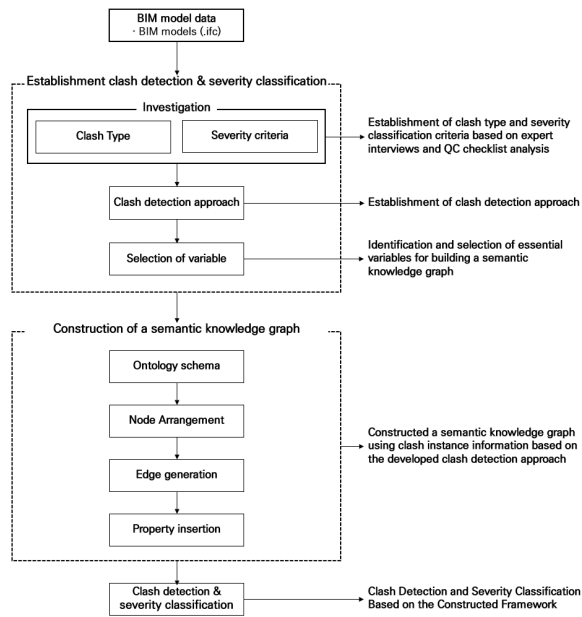 BIM model data
· BIM models (.ifc)
Establishment clash detection & severity classification
Investigation
Clash Type
Severity criteria
Establishment of clash type and severity
classification criteria based on expert
interviews and QC checklist analysis
Clash detection approach
Establishment of clash detection approach
Selection of variable
Identification and selection of essential
variables for building a semantic
knowledge graph
Construction of a semantic knowledge graph
Ontology schema
Node Arrangement
Edge generation
Property insertion
Constructed a semantic knowledge graph
using clash instance information based on
the developed clash detection approach
Clash detection &
severity classification
Clash Detection and Severity Classification
Based on the Constructed Framework